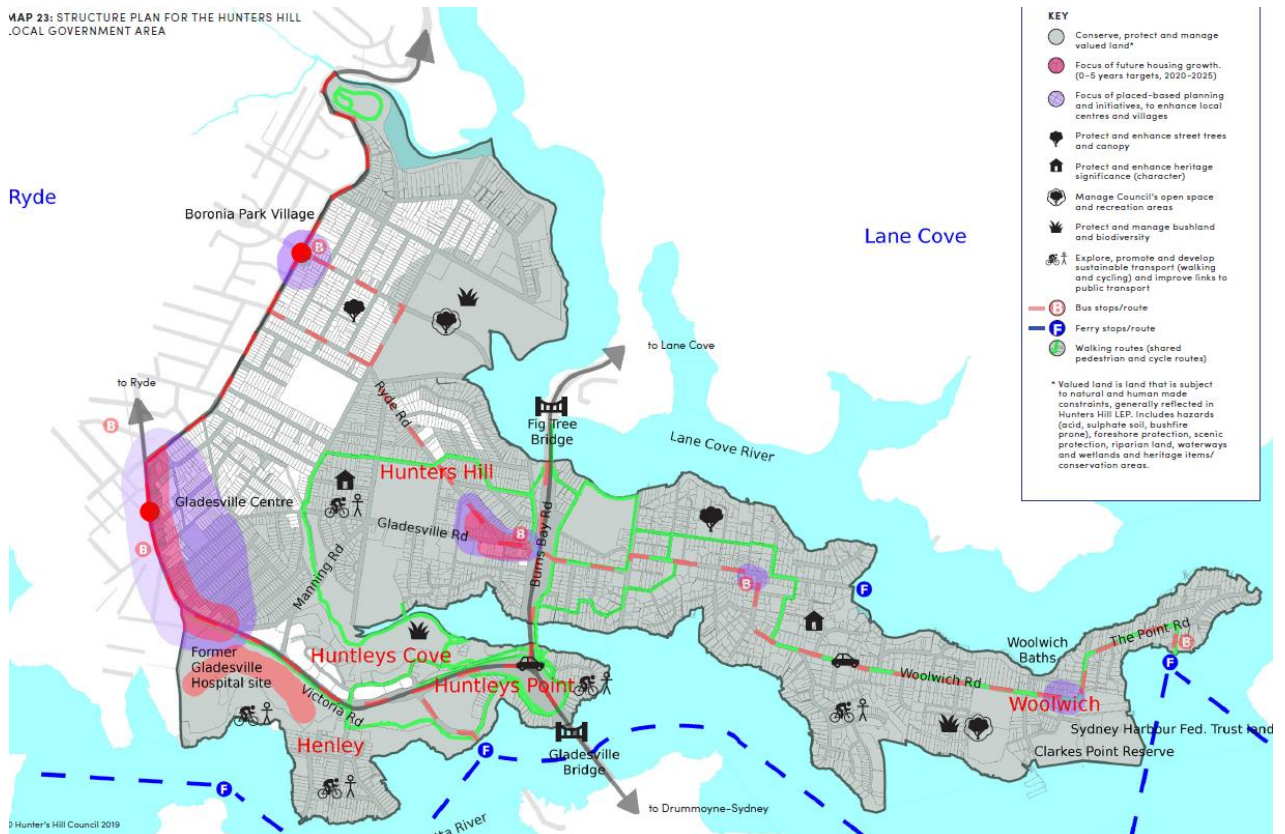 MAP 23: STRUCTURE PLAN FOR THE HUNTERS HILL
LOCAL GOVERNMENT AREA
KEY
Conserve, protect and manage
valued land*
Focus of future housing growth.
(0–5 years targets, 2020–2025)
Focus of placed-based planning
and initiatives, to enhance local
centres and villages
Protect and enhance street trees
and canopy
Protect and enhance heritage
significance (character)
Manage Council's open space
and recreation areas
Protect and manage bushland
and biodiversity
Explore, promote and develop
sustainable transport (walking
and cycling) and improve links to
public transport
B Bus stops/route
F Ferry stops/route
Walking routes (shared
pedestrian and cycle routes)
* Valued land is land that is subject
to natural and human made
constraints, generally reflected in
Hunters Hill LEP. Includes hazards
(acid, sulphate soil, bushfire
prone), foreshore protection, scenic
protection, riparian land, waterways
and wetlands and heritage items/
conservation areas.
Ryde
Boronia Park Village
B
Lane Cove
to Lane Cove
to Ryde
B
Ryde Rd
Fig Tree
Bridge
Lane Cove River
Hunters Hill
Gladesville Centre
Gladesville Rd
B
B
Manning Rd
Burns Bay Rd
B
F
Former
Gladesville
Hospital site
Huntleys Cove
Huntleys Point
Victoria Rd
Henley
Woolwich
Baths
The Point Rd
B
F
Woolwich Rd
Woolwich
Sydney Harbour Fed. Trust land
Clarkes Point Reserve
F
Gladesville
Bridge
F
to Drummoyne-Sydney
tta River
© Hunter's Hill Council 2019